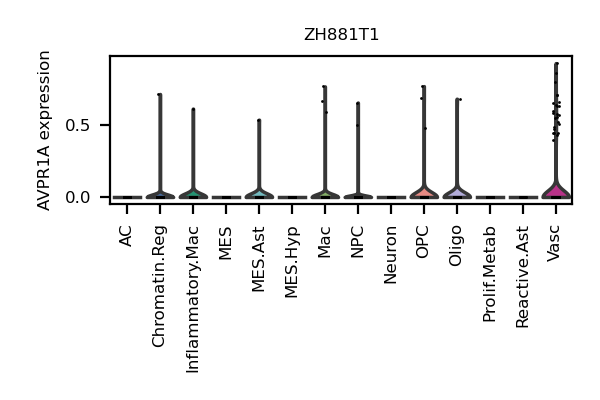 ZH881T1
AVPR1A expression
0.5
0.0
AC
Chromatin.Reg
Inflammatory.Mac
MES
MES.Ast
MES.Hyp
Mac
NPC
Neuron
OPC
Oligo
Prolif.Metab
Reactive.Ast
Vasc